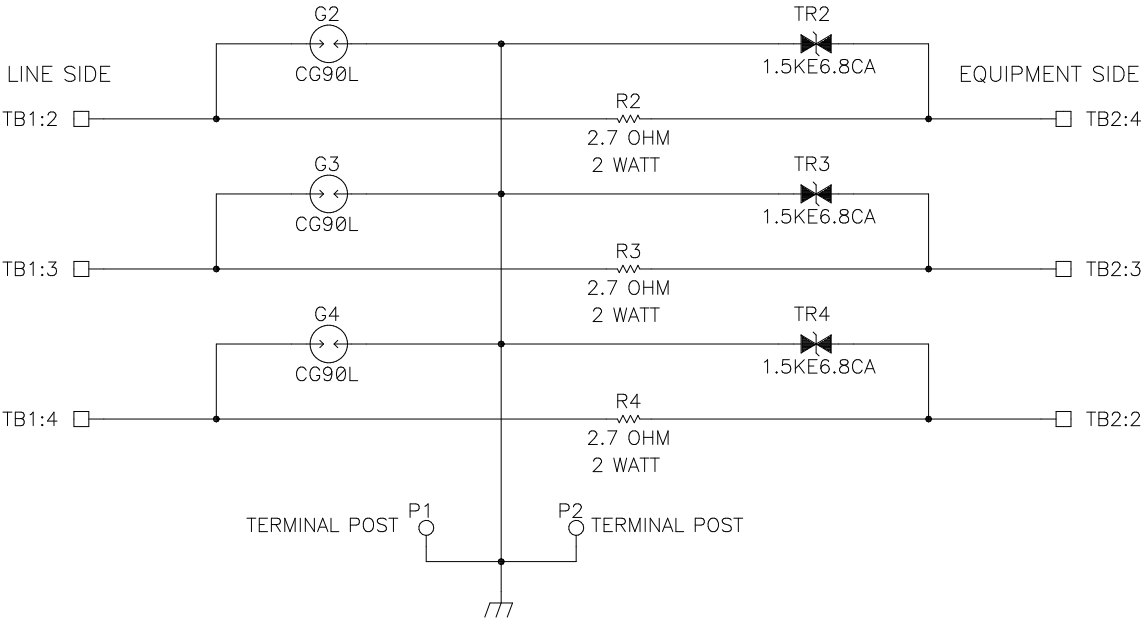 G2
TR2
CG90L
1.5KE6.8CA
LINE SIDE
EQUIPMENT SIDE
TB1:2
R2
TB2:4
2.7 OHM
2 WATT
G3
TR3
CG90L
1.5KE6.8CA
TB1:3
R3
TB2:3
2.7 OHM
2 WATT
G4
TR4
CG90L
1.5KE6.8CA
TB1:4
R4
TB2:2
2.7 OHM
2 WATT
TERMINAL POST
P1
P2
TERMINAL POST